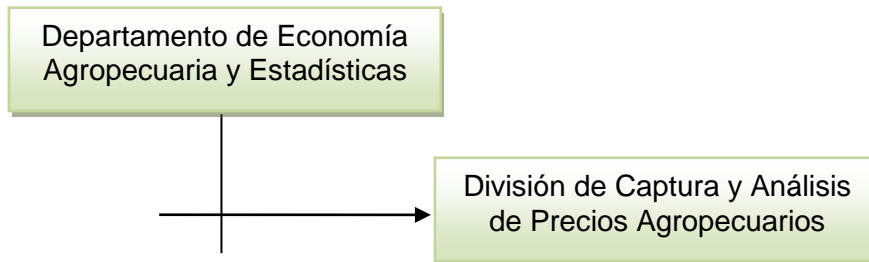 Departamento de Economía
Agropecuaria y Estadísticas
División de Captura y Análisis
de Precios Agropecuarios